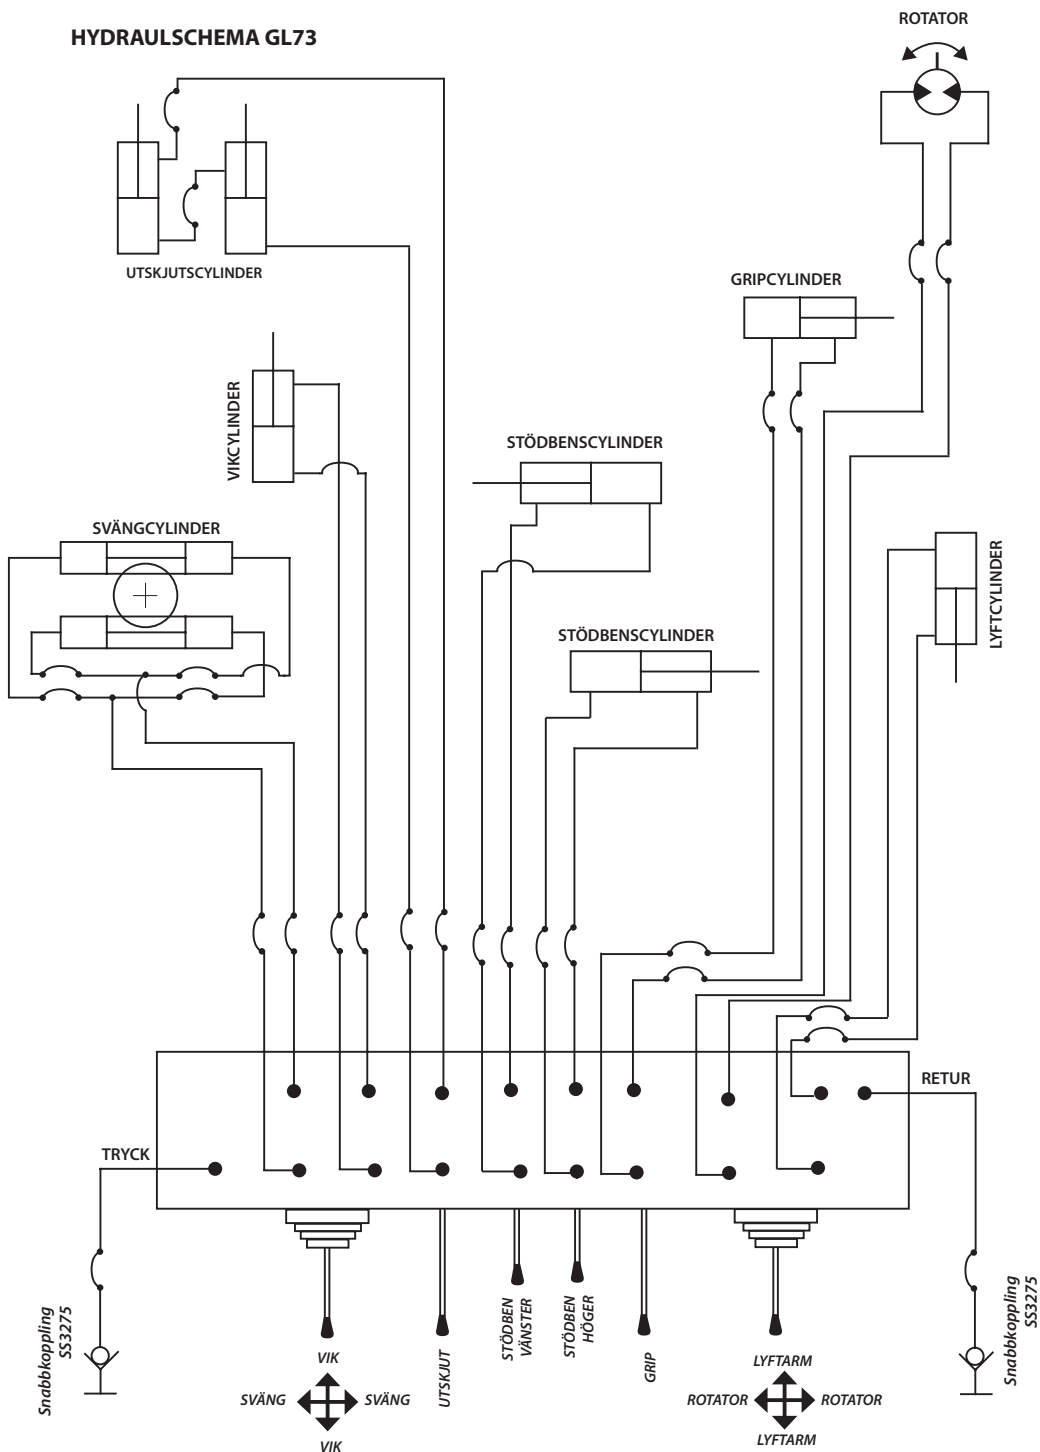 HYDRAULSCHEMA GL73
ROTATOR
UTSKJUTSCYLINDER
GRIPCYLINDER
VIKCYLINDER
STÖDBENSCYLINDER
SVÄNGCYLINDER
LYFTCYLINDER
STÖDBENSCYLINDER
RETUR
TRYCK
Snabbkoppling
SS3275
VIK
SVÄNG
SVÄNG
VIK
UTSKJUT
STÖDBEN
VÄNSTER
STÖDBEN
HÖGER
GRIP
LYFTARM
ROTATOR
ROTATOR
LYFTARM
Snabbkoppling
SS3275